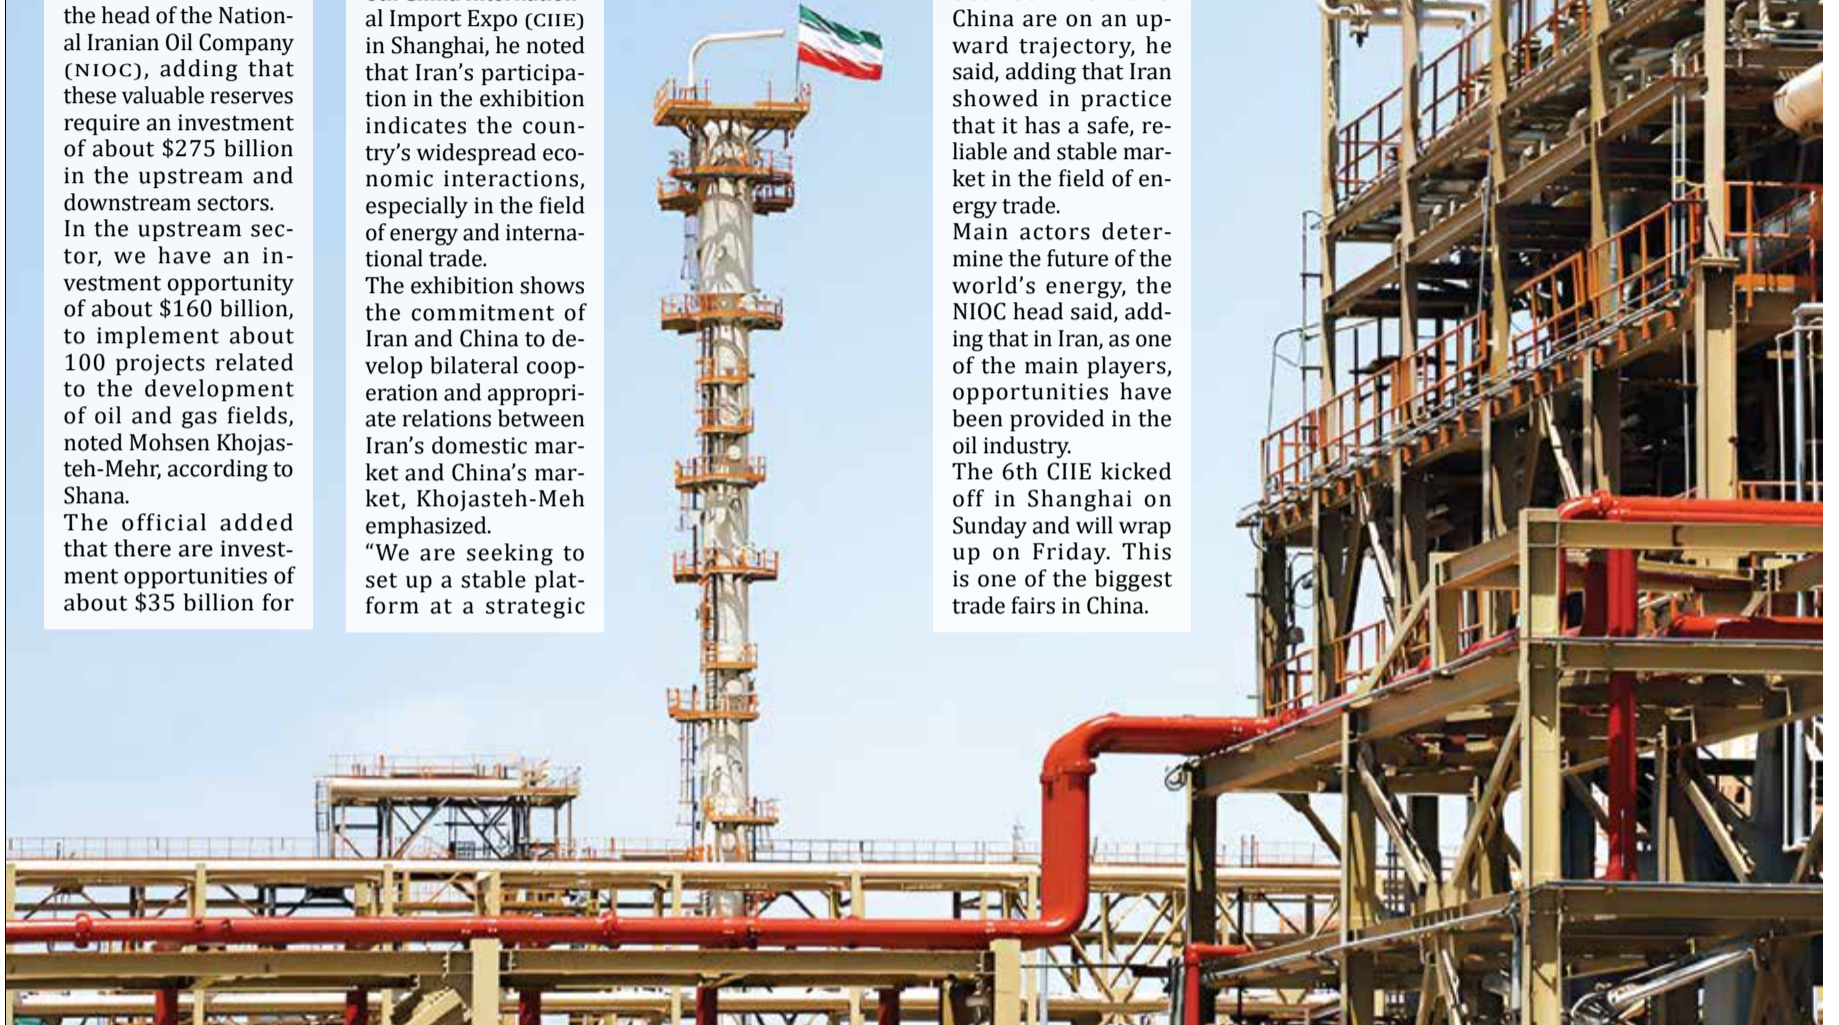 the head of the Nation-
al Iranian Oil Company
(NIOC), adding that
these valuable reserves
require an investment
of about $275 billion
in the upstream and
downstream sectors.
In the upstream sec-
tor, we have an in-
vestment opportunity
of about $160 billion,
to implement about
100 projects related
to the development
of oil and gas fields,
noted Mohsen Khojas-
teh-Mehr, according to
Shana.
The official added
that there are invest-
ment opportunities of
about $35 billion for
al Import Expo (CIIE)
in Shanghai, he noted
that Iran's participa-
tion in the exhibition
indicates the coun-
try's widespread eco-
nomic interactions,
especially in the field
of energy and interna-
tional trade.
The exhibition shows
the commitment of
Iran and China to de-
velop bilateral coop-
eration and appropri-
ate relations between
Iran's domestic mar-
ket and China's mar-
ket, Khojasteh-Meh
emphasized.
“We are seeking to
set up a stable plat-
form at a strategic
China are on an up-
ward trajectory, he
said, adding that Iran
showed in practice
that it has a safe, re-
liable and stable mar-
ket in the field of en-
ergy trade.
Main actors deter-
mine the future of the
world's energy, the
NIOC head said, add-
ing that in Iran, as one
of the main players,
opportunities have
been provided in the
oil industry.
The 6th CIIE kicked
off in Shanghai on
Sunday and will wrap
up on Friday. This
is one of the biggest
trade fairs in China.